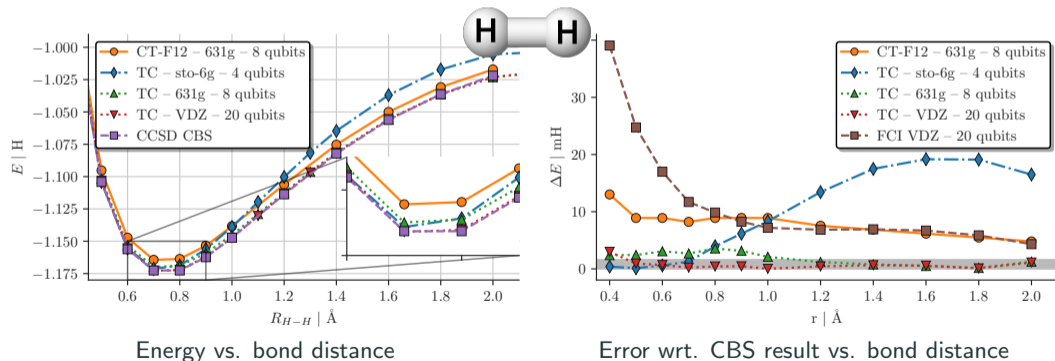 H H
CT-F12 – 631g – 8 qubits
TC – sto-6g – 4 qubits
TC – 631g – 8 qubits
TC – VDZ – 20 qubits
CCSD CBS
E | H
−1.000
−1.025
−1.050
−1.075
−1.100
−1.125
−1.150
−1.175
0.6 0.8 1.0 1.2 1.4 1.6 1.8 2.0
R_{H−H} | Å
Energy vs. bond distance
CT-F12 – 631g – 8 qubits
TC – sto-6g – 4 qubits
TC – 631g – 8 qubits
TC – VDZ – 20 qubits
FCI VDZ – 20 qubits
ΔE | mH
30
20
10
0
0.4 0.6 0.8 1.0 1.2 1.4 1.6 1.8 2.0
r | Å
Error wrt. CBS result vs. bond distance